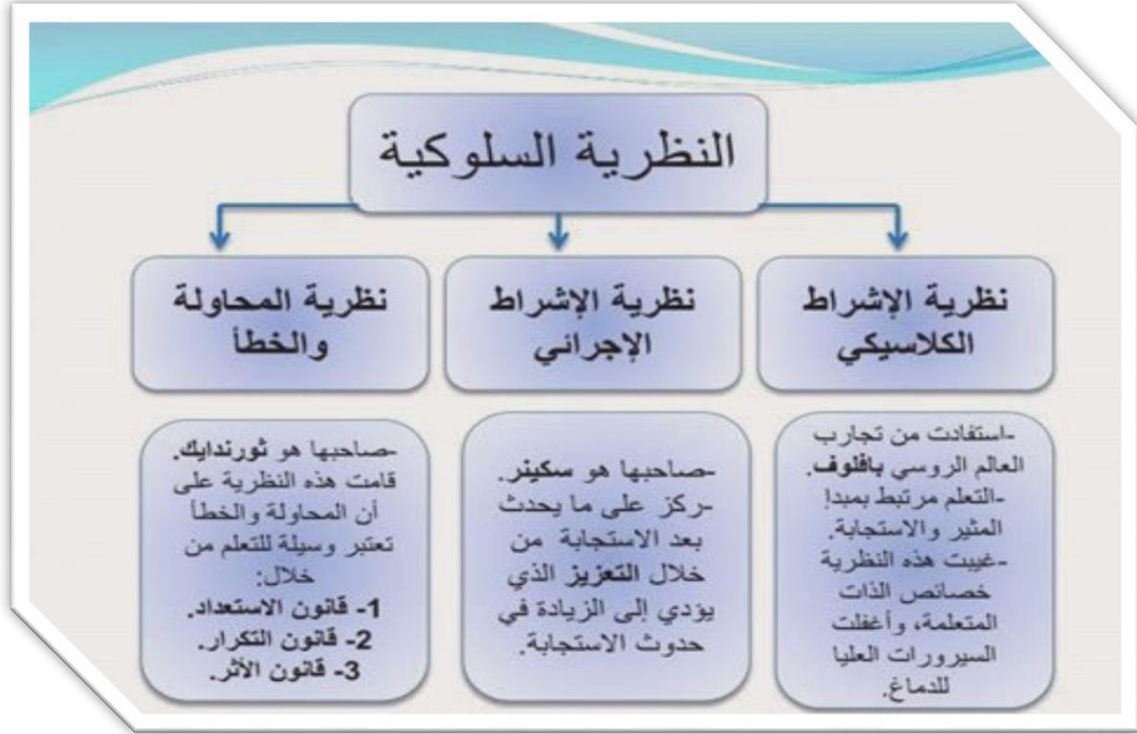 النظرية السلوكية
نظرية الإشراط
الكلاسيكي
نظرية الإشراط
الإجرائي
نظرية المحاولة
والخطأ
-استفادت من تجارب
العالم الروسي بافلوف.
-التعلم مرتبط بمبدإ
المثير والاستجابة.
-غيبت هذه النظرية
خصائص الذات
المتعلمة، وأغفلت
السيرورات العليا
للدماغ.
-صاحبها هو سكينر.
-ركز على ما يحدث
بعد الاستجابة من
خلال التعزيز الذي
يؤدي إلى الزيادة في
حدوث الاستجابة.
-صاحبها هو ثورندايك.
قامت هذه النظرية على
أن المحاولة والخطأ
تعتبر وسيلة للتعلم من
خلال:
1- قانون الاستعداد.
2- قانون التكرار.
3- قانون الأثر.